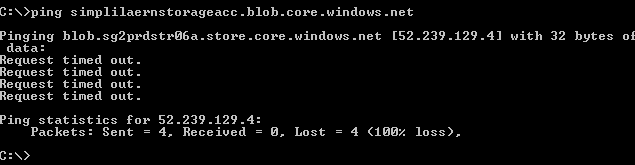 C:\>ping simplilaernstorageacc.blob.core.windows.net
Pinging blob.sg2prdstr06a.store.core.windows.net [52.239.129.4] with 32 bytes of
data:
Request timed out.
Request timed out.
Request timed out.
Request timed out.
Ping statistics for 52.239.129.4:
Packets: Sent = 4, Received = 0, Lost = 4 (100% loss),
C:\>